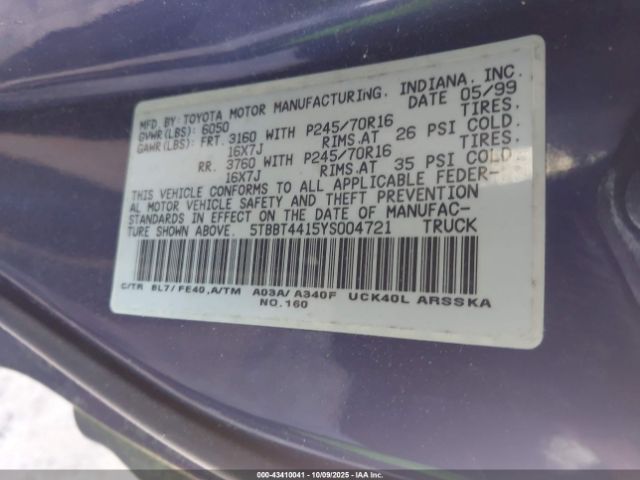 MFD. BY: TOYOTA MOTOR MANUFACTURING. INDIANA. INC.
DATE 05/99
GVWR(LBS): 6050
GAWR(LBS): FRT. 3160 WITH P245/70R16 TIRES.
16X7J RIMS.AT 26 PSI COLD.
RR. 3760 WITH P245/70R16 TIRES.
16X7J RIMS.AT 35 PSI COLD.
THIS VEHICLE CONFORMS TO ALL APPLICABLE FEDER-
AL MOTOR VEHICLE SAFETY AND THEFT PREVENTION
STANDARDS IN EFFECT ON THE DATE OF MANUFAC-
TURE SHOWN ABOVE. 5TBBT4415YS004721 TRUCK
C/TR 8L7/FE40,A/TM A03A/A340F UCK40L ARSSKA
NO.160
000-43410041 | 10/09/2025 - IAAI.com